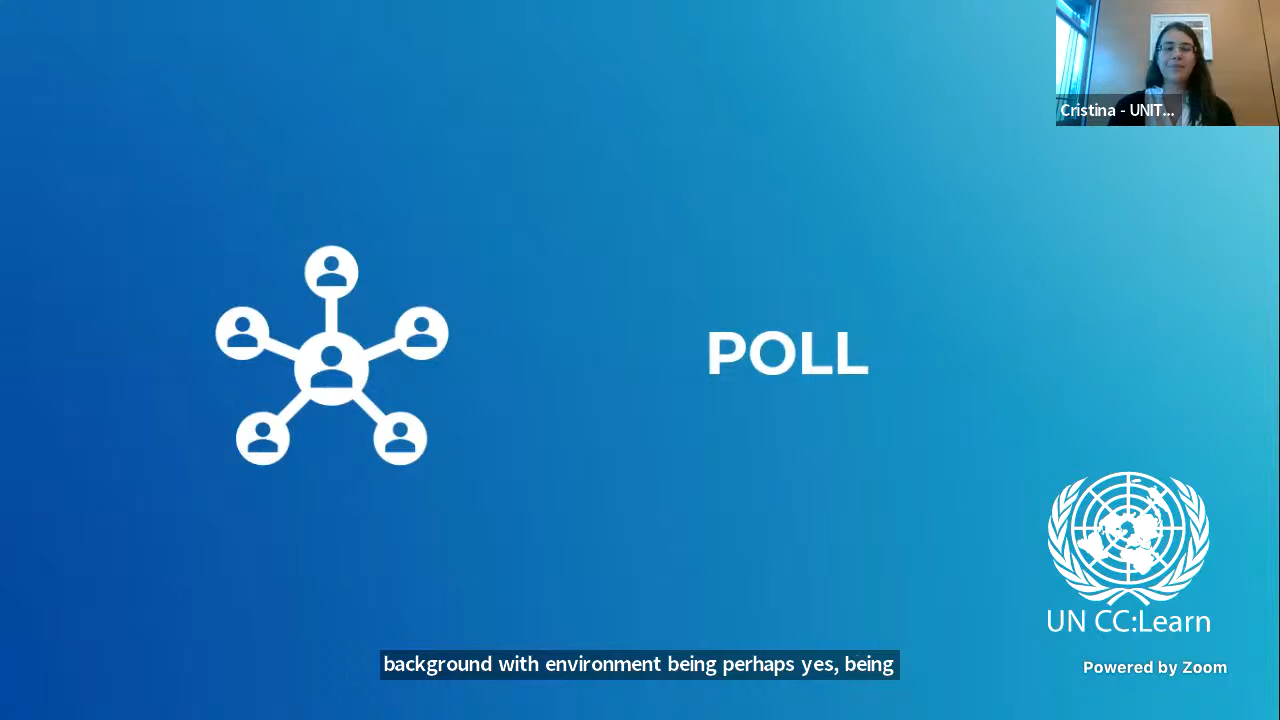 Cristina - UNIT...
POLL
UN CC:Learn
background with environment being perhaps yes, being
Powered by Zoom